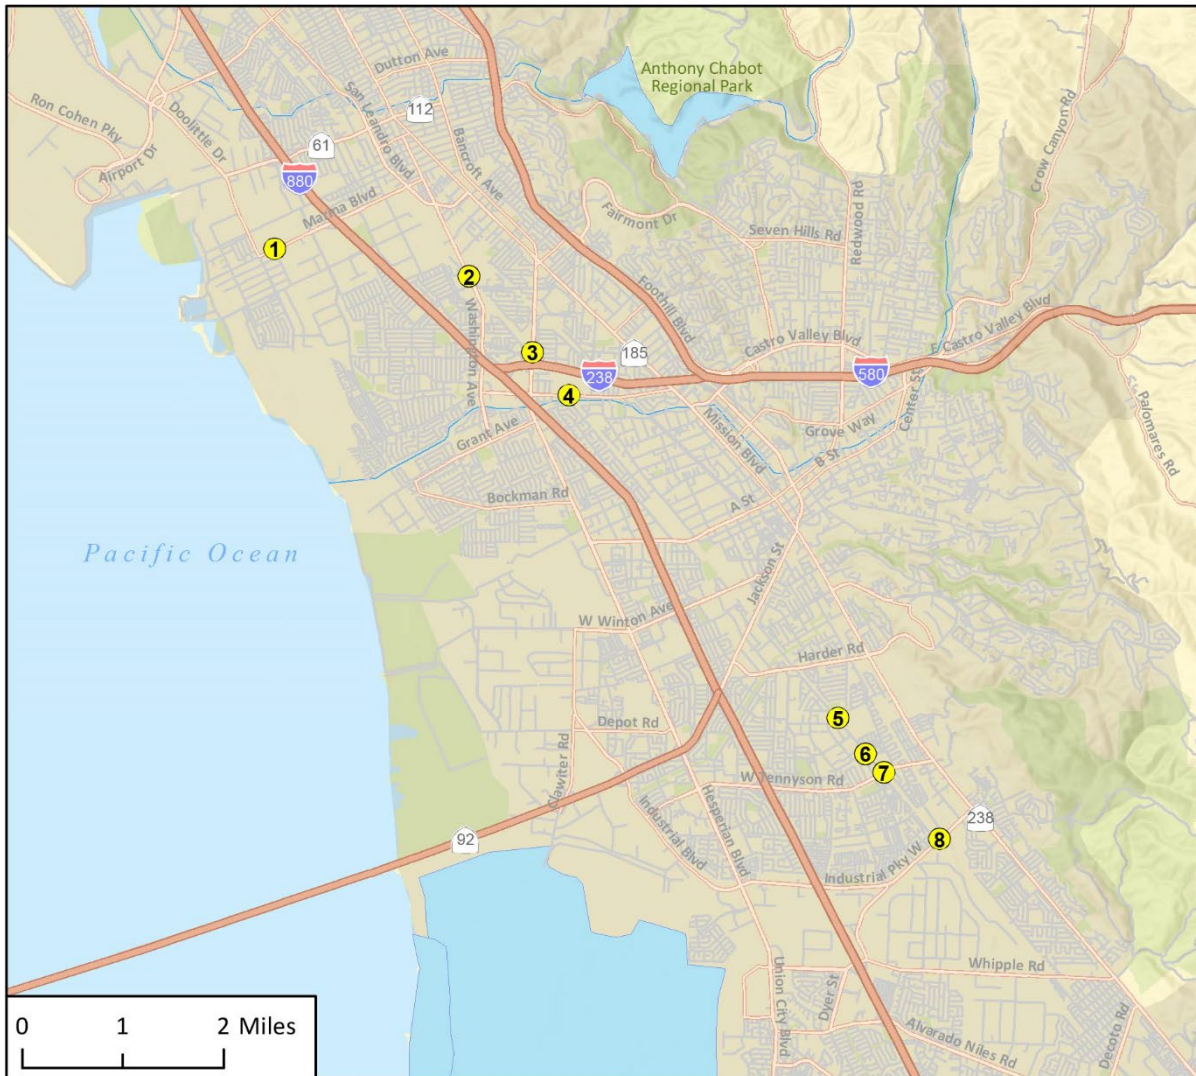 Dutton Ave
Anthony Chabot
Regional Park
Ron Cohen Pky
Doolittle Dr
San Leandro Blvd
112
Crow Canyon Rd
61
Bancroft Ave
Airport Dr
880
Marina Blvd
Fairmont Dr
Redwood Rd
Seven Hills Rd
1
2
Foothill Blvd
Washington Ave
E Castro Valley Blvd
Castro Valley Blvd
3
185
238
580
4
Center St
Palomares Rd
Mission Blvd
Grove Way
Grant Ave
B St
Bockman Rd
A St
Pacific Ocean
Jackson St
W Winton Ave
Harder Rd
Depot Rd
5
6
7
Clawiter Rd
W Tennyson Rd
Hesperian Blvd
Industrial Blvd
238
92
8
Industrial Pky W
Whipple Rd
Union City Blvd
Dyer St
Alvarado Niles Rd
Decoto Rd
0 1 2 Miles